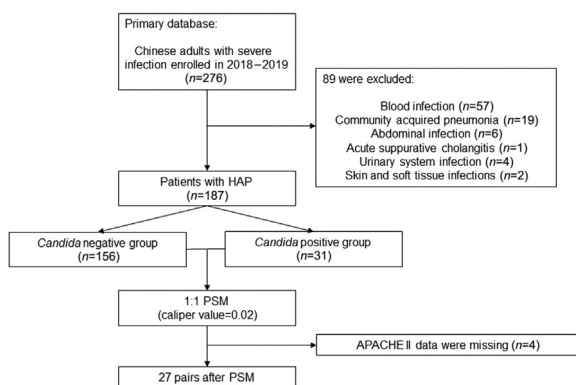 Primary database:
Chinese adults with severe
infection enrolled in 2018–2019
(n=276)
89 were excluded:
Blood infection (n=57)
Community acquired pneumonia (n=19)
Abdominal infection (n=6)
Acute suppurative cholangitis (n=1)
Urinary system infection (n=4)
Skin and soft tissue infections (n=2)
Patients with HAP
(n=187)
Candida negative group
(n=156)
Candida positive group
(n=31)
1:1 PSM
(caliper value=0.02)
APACHE II data were missing (n=4)
27 pairs after PSM